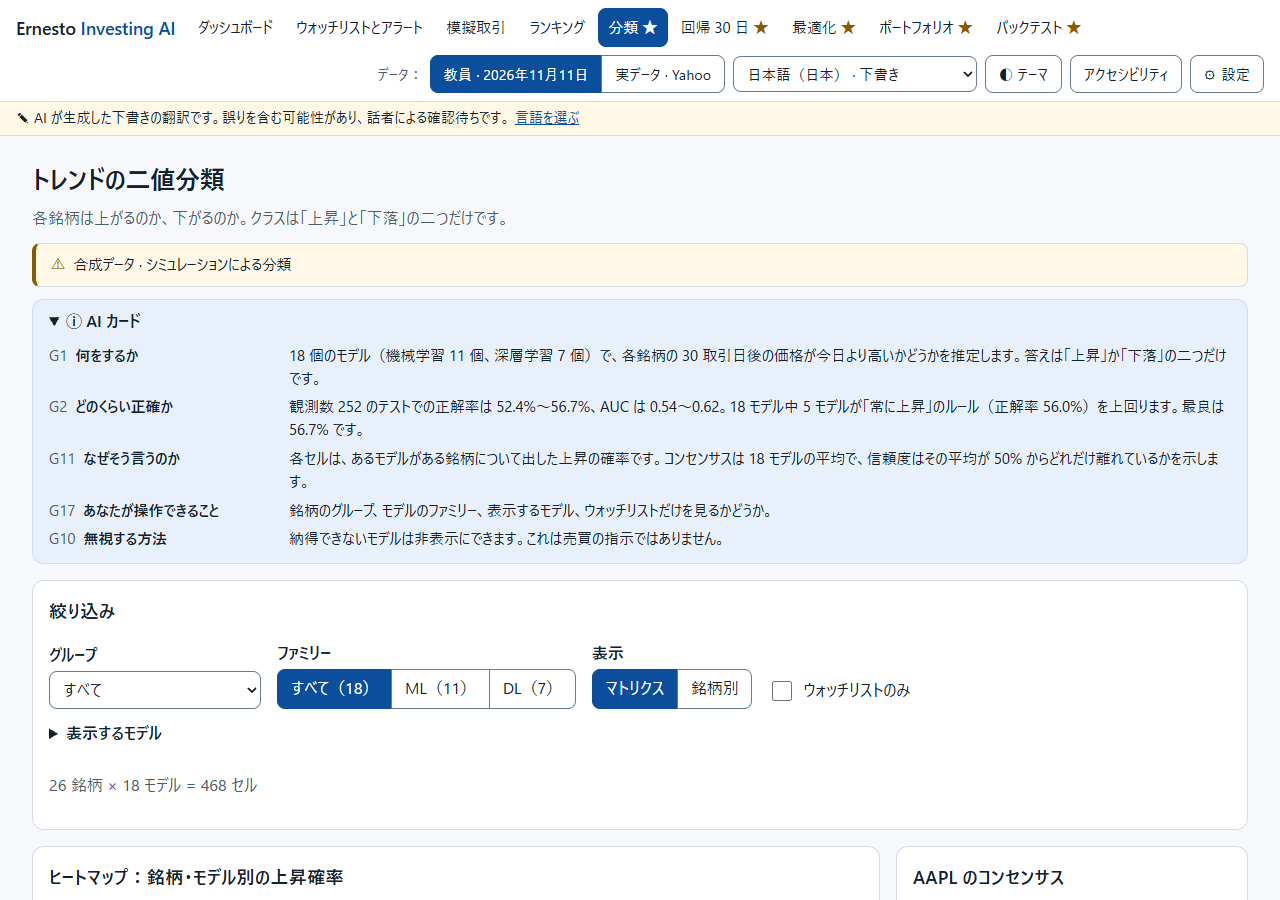 Ernesto Investing AI ダッシュボード ウォッチリストとアラート 模擬取引 ランキング 分類 ★ 回帰 30 日 ★ 最適化 ★ ポートフォリオ ★ バックテスト ★
データ： 教員 · 2026年11月11日 実データ · Yahoo 日本語（日本） · 下書き テーマ アクセシビリティ 設定
AI が生成した下書きの翻訳です。誤りを含む可能性があり、話者による確認待ちです。 言語を選ぶ
トレンドの二値分類
各銘柄は上がるのか、下がるのか。クラスは「上昇」と「下落」の二つだけです。
⚠ 合成データ · シミュレーションによる分類
▼ ⓘ AI カード
G1 何をするか 18 個のモデル（機械学習 11 個、深層学習 7 個）で、各銘柄の 30 取引日後の価格が今日より高いかどうかを推定します。答えは「上昇」か「下落」の二つだけ
です。
G2 どのくらい正確か 観測数 252 のテストでの正解率は 52.4%～56.7%、AUC は 0.54～0.62。18 モデル中 5 モデルが「常に上昇」のルール（正解率 56.0%）を上回ります。最良は
56.7% です。
G11 なぜそう言うのか 各セルは、あるモデルがある銘柄について出した上昇の確率です。コンセンサスは 18 モデルの平均で、信頼度はその平均が 50% からどれだけ離れているかを示しま
す。
G17 あなたが操作できること 銘柄のグループ、モデルのファミリー、表示するモデル、ウォッチリストだけを見るかどうか。
G10 無視する方法 納得できないモデルは非表示にできます。これは売買の指示ではありません。
絞り込み
グループ ファミリー 表示
すべて すべて（18） ML（11） DL（7） マトリクス 銘柄別 ウォッチリストのみ
▶ 表示するモデル
26 銘柄 × 18 モデル = 468 セル
ヒートマップ：銘柄・モデル別の上昇確率 AAPL のコンセンサス